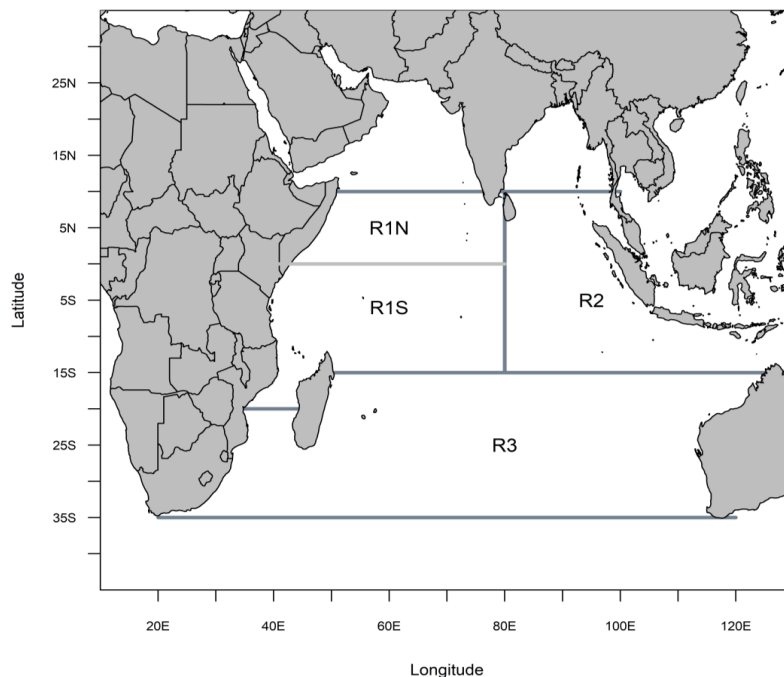 25N
15N
5N
5S
15S
25S
35S
Latitude
R1N
R1S
R2
R3
20E 40E 60E 80E 100E 120E
Longitude